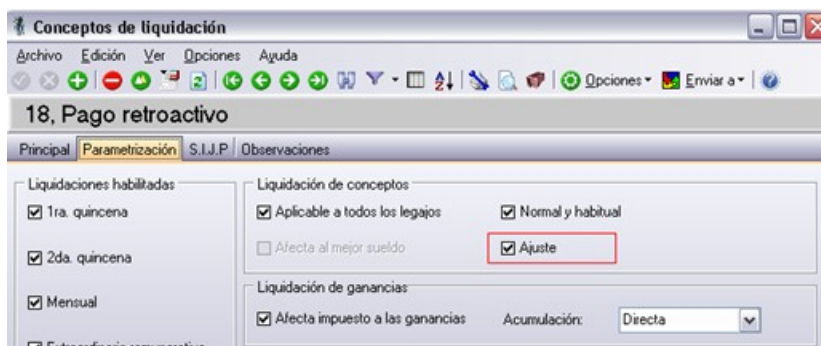 Conceptos de liquidación
Archivo Edición Ver Opciones Ayuda
Opciones Enviar a
18, Pago retroactivo
Principal Parametrización S.I.J.P Observaciones
Liquidaciones habilitadas
1ra. quincena
2da. quincena
Mensual
Liquidación de conceptos
Aplicable a todos los legajos Normal y habitual
Afecta al mejor sueldo Ajuste
Liquidación de ganancias
Afecta impuesto a las ganancias Acumulación: Directa